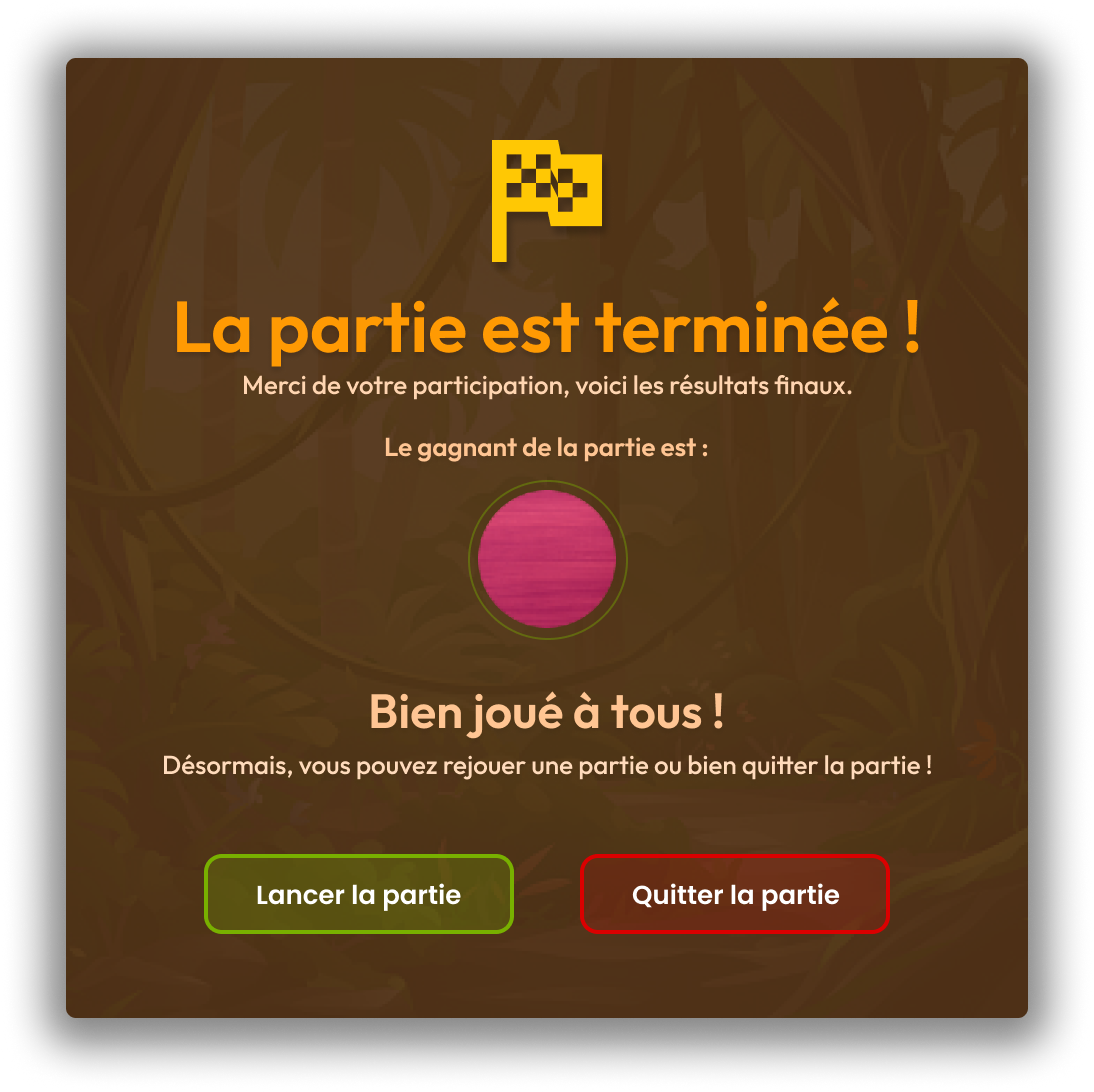 La partie est terminée !
Merci de votre participation, voici les résultats finaux.
Le gagnant de la partie est :
Bien joué à tous !
Désormais, vous pouvez rejouer une partie ou bien quitter la partie !
Lancer la partie
Quitter la partie